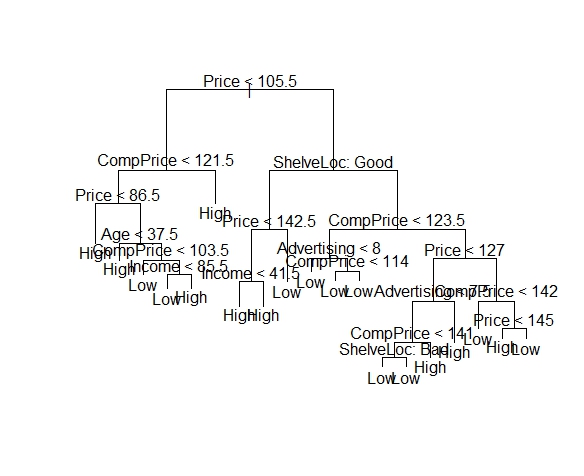 Price < 105.5
CompPrice < 121.5
ShelveLoc: Good
Price < 86.5
High
Price < 142.5
CompPrice < 123.5
High
Age < 37.5
High
CompPrice < 103.5
Low
Income < 85.5
Low
High
Income < 41.5
High
High
Low
Advertising < 8
Low
CompPrice < 114
Low
Low
Price < 127
Advertising < 7.5
CompPrice < 141
ShelveLoc: Bad
Low
Low
High
High
CompPrice < 142
Low
Price < 145
High
Low